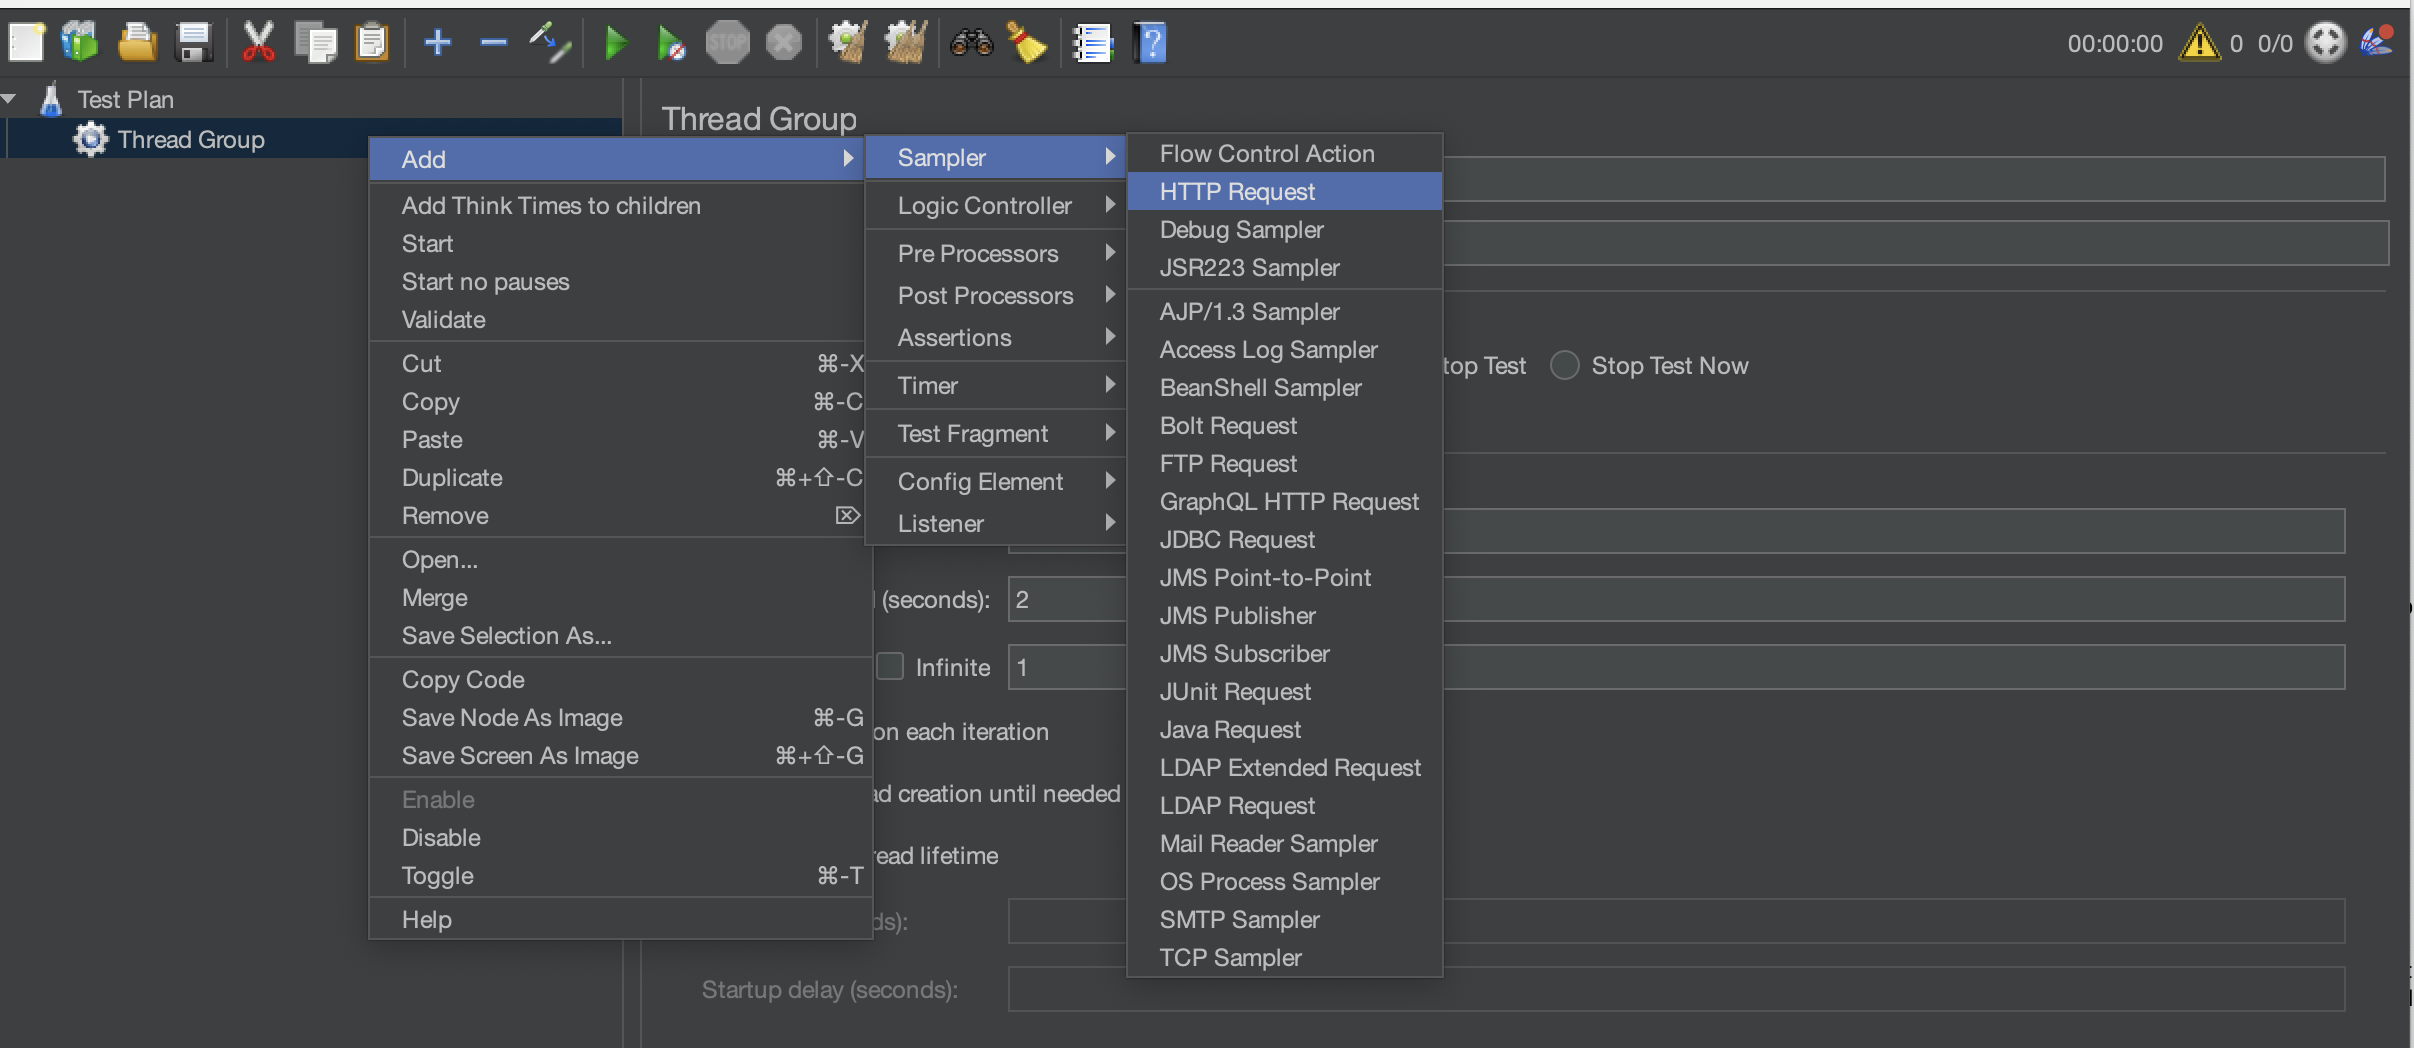 STOP
00:00:00
0
0/0
Test Plan
Thread Group
Thread Group
Add
Add Think Times to children
Start
Start no pauses
Validate
Cut ⌘-X
Copy ⌘-C
Paste ⌘-V
Duplicate ⌘+⇧-C
Remove ⌦
Open...
Merge
Save Selection As...
Copy Code
Save Node As Image ⌘-G
Save Screen As Image ⌘+⇧-G
Enable
Disable
Toggle ⌘-T
Help
Sampler
Logic Controller
Pre Processors
Post Processors
Assertions
Timer
Test Fragment
Config Element
Listener
Flow Control Action
HTTP Request
Debug Sampler
JSR223 Sampler
AJP/1.3 Sampler
Access Log Sampler
BeanShell Sampler
Bolt Request
FTP Request
GraphQL HTTP Request
JDBC Request
JMS Point-to-Point
JMS Publisher
JMS Subscriber
JUnit Request
Java Request
LDAP Extended Request
LDAP Request
Mail Reader Sampler
OS Process Sampler
SMTP Sampler
TCP Sampler
top Test Stop Test Now
(seconds): 2
Infinite 1
on each iteration
ad creation until needed
read lifetime
ds):
Startup delay (seconds):